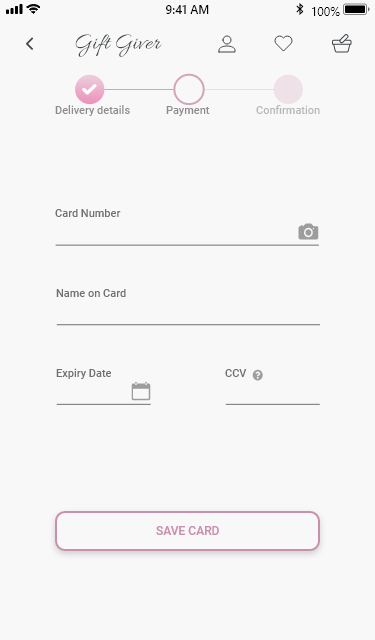 9:41 AM
100%
Gift Giver
Delivery details
Payment
Confirmation
Card Number
Name on Card
Expiry Date
CCV ?
SAVE CARD